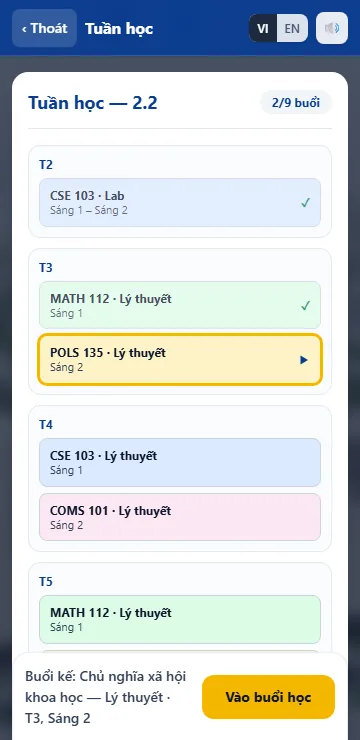 ‹ Thoát
Tuần học
VI
EN
Tuần học — 2.2
2/9 buổi
T2
CSE 103 · Lab
Sáng 1 – Sáng 2
✓
T3
MATH 112 · Lý thuyết
Sáng 1
✓
POLS 135 · Lý thuyết
Sáng 2
T4
CSE 103 · Lý thuyết
Sáng 1
COMS 101 · Lý thuyết
Sáng 2
T5
MATH 112 · Lý thuyết
Sáng 1
Buổi kế: Chủ nghĩa xã hội
khoa học — Lý thuyết ·
T3, Sáng 2
Vào buổi học